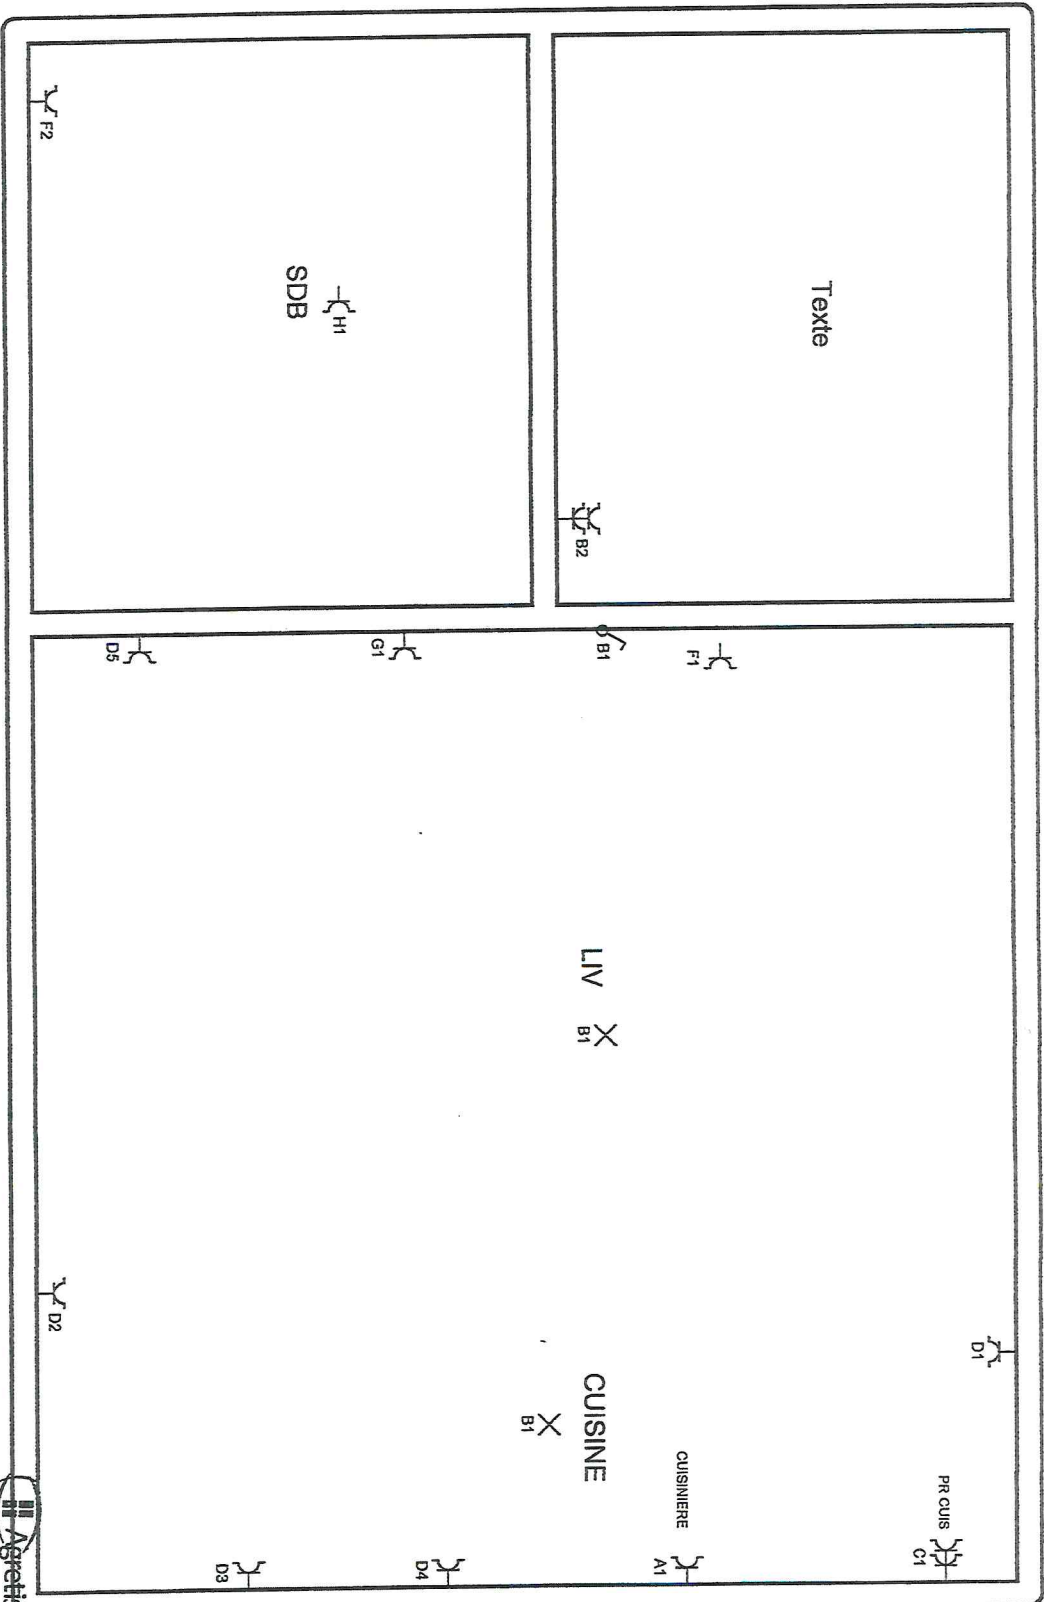 F2
SDB
H1
Texte
B2
D5
G1
B1
F1
LIV
B1
D2
D1
CUISINE
B1
CUISINIERE
PR CUIS
C1
A1
D4
D3